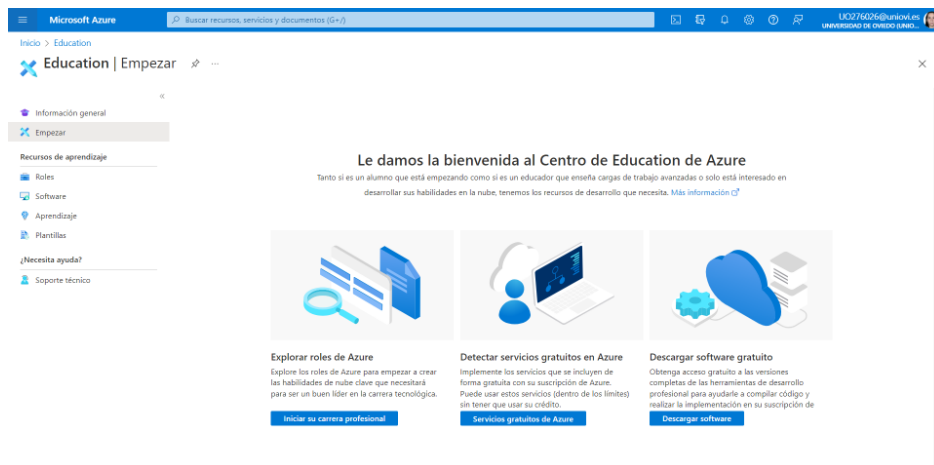 Microsoft Azure
Buscar recursos, servicios y documentos (G+/)
UO276026@uniovi.es
UNIVERSIDAD DE OVIEDO (UNIO...
Inicio > Education
Education | Empezar
Información general
Empezar
Recursos de aprendizaje
Roles
Software
Aprendizaje
Plantillas
¿Necesita ayuda?
Soporte técnico
Le damos la bienvenida al Centro de Education de Azure
Tanto si es un alumno que está empezando como si es un educador que enseña cargas de trabajo avanzadas o solo está interesado en
desarrollar sus habilidades en la nube, tenemos los recursos de desarrollo que necesita. Más información
Explorar roles de Azure
Explore los roles de Azure para empezar a crear
las habilidades de nube clave que necesitará
para ser un buen líder en la carrera tecnológica.
Iniciar su carrera profesional
Detectar servicios gratuitos en Azure
Implemente los servicios que se incluyen de
forma gratuita con su suscripción de Azure.
Puede usar estos servicios (dentro de los límites)
sin tener que usar su crédito.
Servicios gratuitos de Azure
Descargar software gratuito
Obtenga acceso gratuito a las versiones
completas de las herramientas de desarrollo
profesional para ayudarle a compilar código y
realizar la implementación en su suscripción de
Descargar software